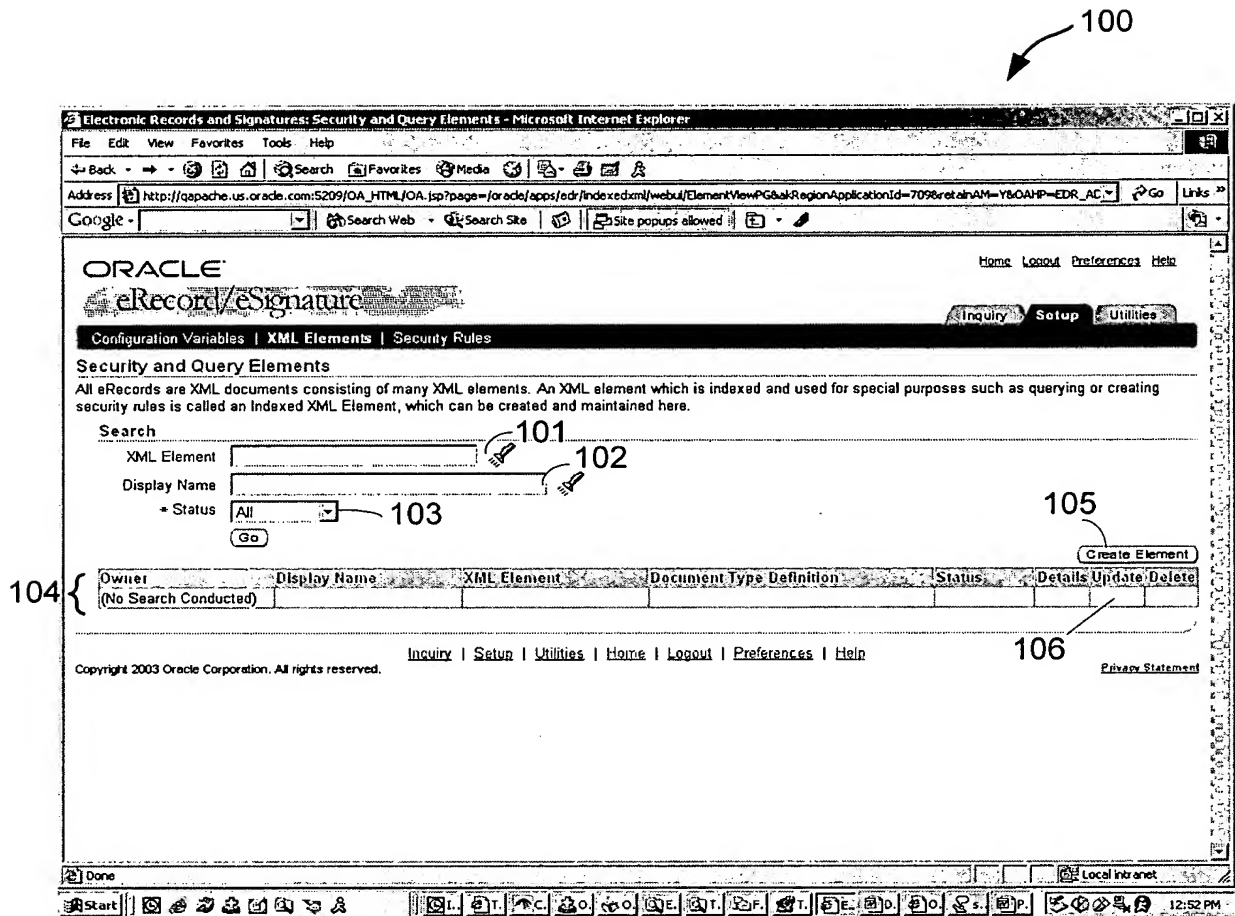 100
Electronic Records and Signatures: Security and Query Elements - Microsoft Internet Explorer
File Edit View Favorites Tools Help
Back Search Favorites Media
Address http://qapache.us.oracle.com:5209/OA_HTML/OA.jsp?page=/oracle/apps/edr/indexedxml/webui/ElementViewPG&akRegionApplicationId=709&retainAM=Y&OAHP=EDR_AD Go Links »
Google - Search Web - Search Site Site popups allowed
ORACLE
eRecord/eSignature
Home Logout Preferences Help
Inquiry Setup Utilities
Configuration Variables | XML Elements | Security Rules
Security and Query Elements
All eRecords are XML documents consisting of many XML elements. An XML element which is indexed and used for special purposes such as querying or creating
security rules is called an Indexed XML Element, which can be created and maintained here.
Search
XML Element 101
Display Name 102
* Status All 103
Go
105
Create Element
104 {
Owner Display Name XML Element Document Type Definition Status Details Update Delete
(No Search Conducted)
106
Inquiry | Setup | Utilities | Home | Logout | Preferences | Help
Copyright 2003 Oracle Corporation. All rights reserved.
Privacy Statement
Done Local intranet
Start I.. T.. C.. O.. O.. E.. T.. F.. T.. E.. D.. O.. S.. P.. 12:52 PM